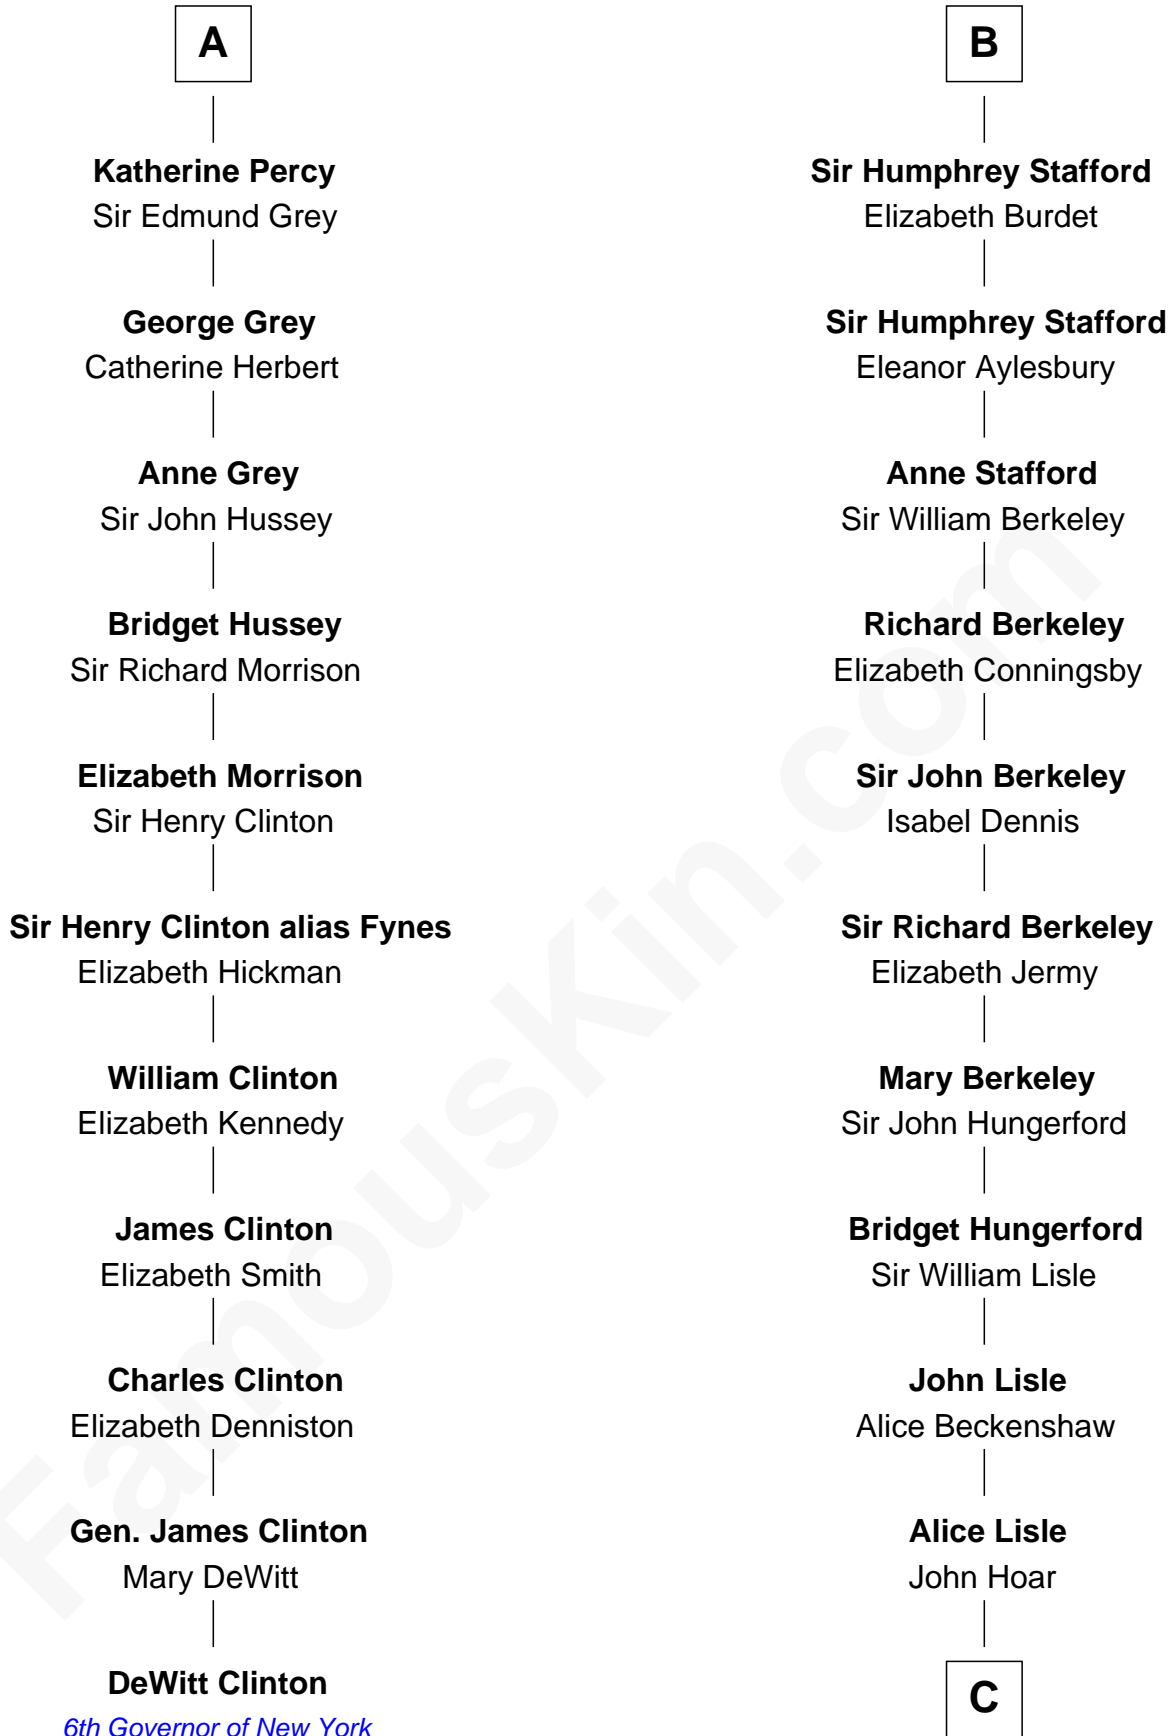 A
Katherine Percy
Sir Edmund Grey
George Grey
Catherine Herbert
Anne Grey
Sir John Hussey
Bridget Hussey
Sir Richard Morrison
Elizabeth Morrison
Sir Henry Clinton
Sir Henry Clinton alias Fynes
Elizabeth Hickman
William Clinton
Elizabeth Kennedy
James Clinton
Elizabeth Smith
Charles Clinton
Elizabeth Denniston
Gen. James Clinton
Mary DeWitt
DeWitt Clinton
6th Governor of New York
B
Sir Humphrey Stafford
Elizabeth Burdet
Sir Humphrey Stafford
Eleanor Aylesbury
Anne Stafford
Sir William Berkeley
Richard Berkeley
Elizabeth Conningsby
Sir John Berkeley
Isabel Dennis
Sir Richard Berkeley
Elizabeth Jermy
Mary Berkeley
Sir John Hungerford
Bridget Hungerford
Sir William Lisle
John Lisle
Alice Beckenshaw
Alice Lisle
John Hoar
C
FamousKin.com